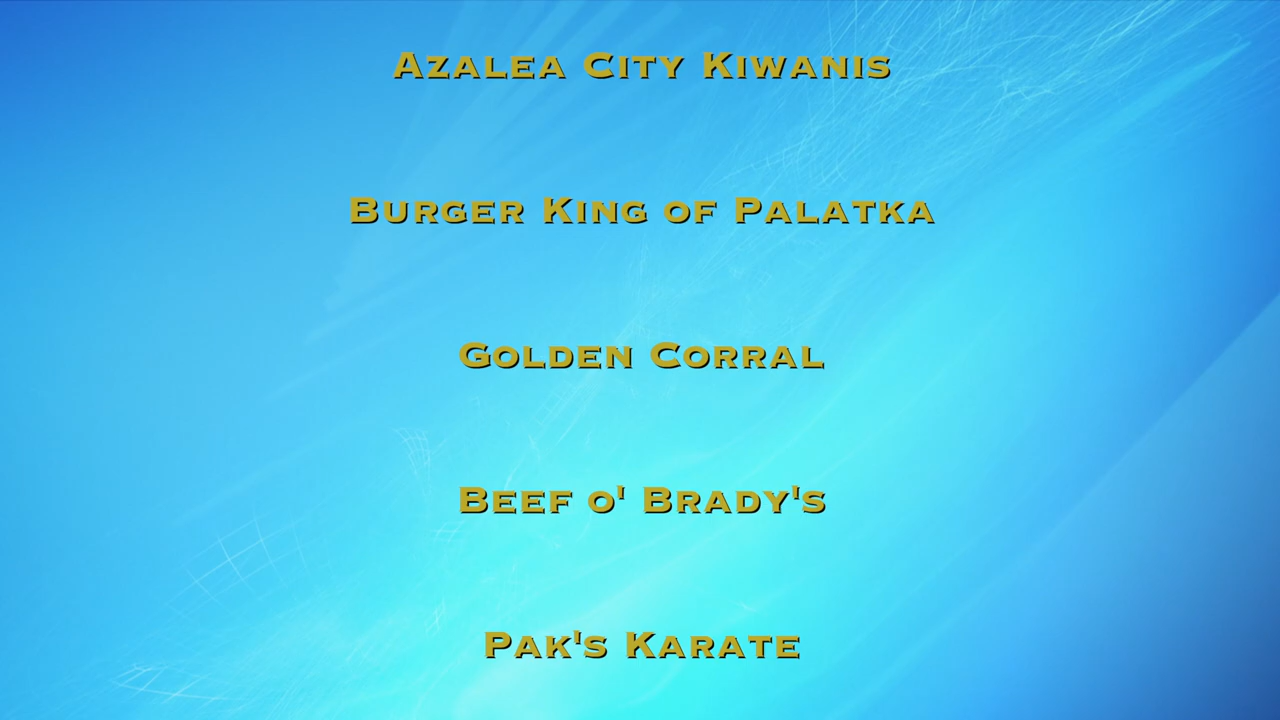 Azalea City Kiwanis
Burger King of Palatka
Golden Corral
Beef o' Brady's
Pak's Karate